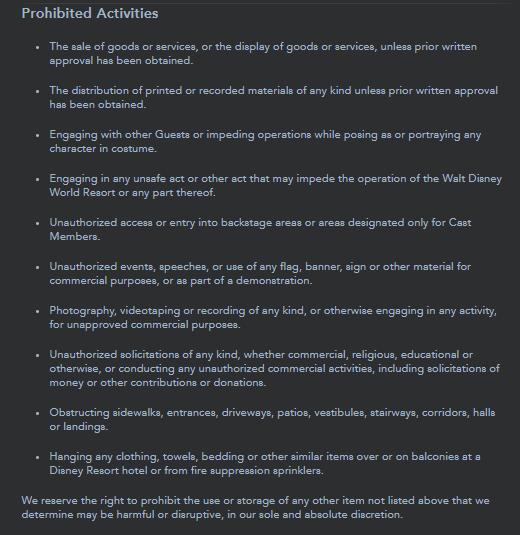 Prohibited Activities
• The sale of goods or services, or the display of goods or services, unless prior written
approval has been obtained.
• The distribution of printed or recorded materials of any kind unless prior written approval
has been obtained.
• Engaging with other Guests or impeding operations while posing as or portraying any
character in costume.
• Engaging in any unsafe act or other act that may impede the operation of the Walt Disney
World Resort or any part thereof.
• Unauthorized access or entry into backstage areas or areas designated only for Cast
Members.
• Unauthorized events, speeches, or use of any flag, banner, sign or other material for
commercial purposes, or as part of a demonstration.
• Photography, videotaping or recording of any kind, or otherwise engaging in any activity,
for unapproved commercial purposes.
• Unauthorized solicitations of any kind, whether commercial, religious, educational or
otherwise, or conducting any unauthorized commercial activities, including solicitations of
money or other contributions or donations.
• Obstructing sidewalks, entrances, driveways, patios, vestibules, stairways, corridors, halls
or landings.
• Hanging any clothing, towels, bedding or other similar items over or on balconies at a
Disney Resort hotel or from fire suppression sprinklers.
We reserve the right to prohibit the use or storage of any other item not listed above that we
determine may be harmful or disruptive, in our sole and absolute discretion.